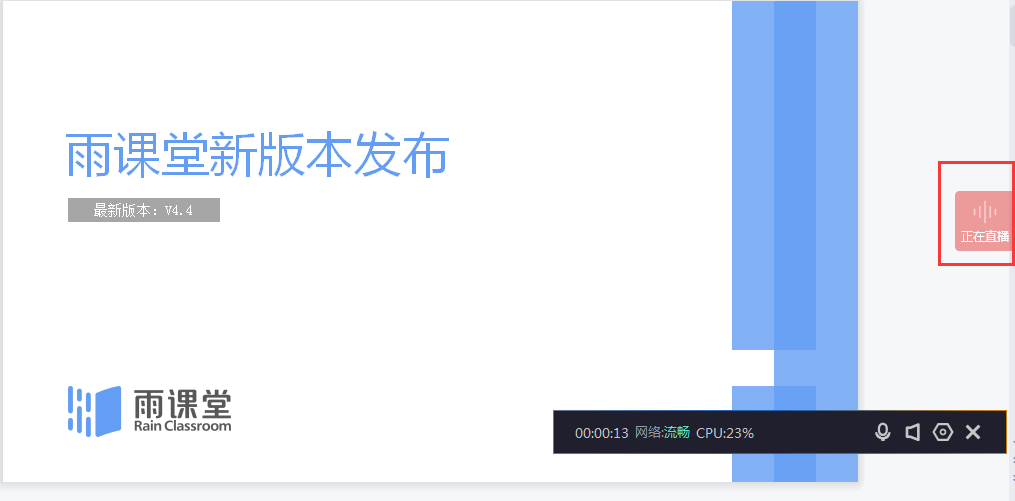 雨课堂新版本发布
最新版本：V4.4
正在直播
雨课堂
Rain Classroom
00:00:13 网络:流畅 CPU:23%